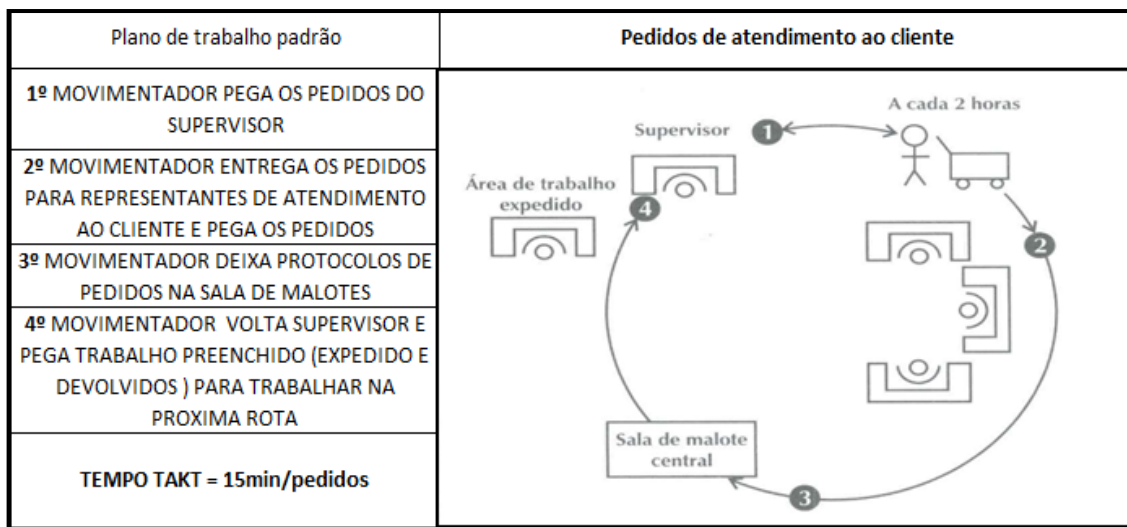 Plano de trabalho padrão
Pedidos de atendimento ao cliente
1º MOVIMENTADOR PEGA OS PEDIDOS DO
SUPERVISOR
2º MOVIMENTADOR ENTREGA OS PEDIDOS
PARA REPRESENTANTES DE ATENDIMENTO
AO CLIENTE E PEGA OS PEDIDOS
3º MOVIMENTADOR DEIXA PROTOCOLOS DE
PEDIDOS NA SALA DE MALOTES
4º MOVIMENTADOR VOLTA SUPERVISOR E
PEGA TRABALHO PREENCHIDO (EXPEDIDO E
DEVOLVIDOS ) PARA TRABALHAR NA
PROXIMA ROTA
TEMPO TAKT = 15min/pedidos
A cada 2 horas
Supervisor
1
Área de trabalho
expedido
4
2
Sala de malote
central
3